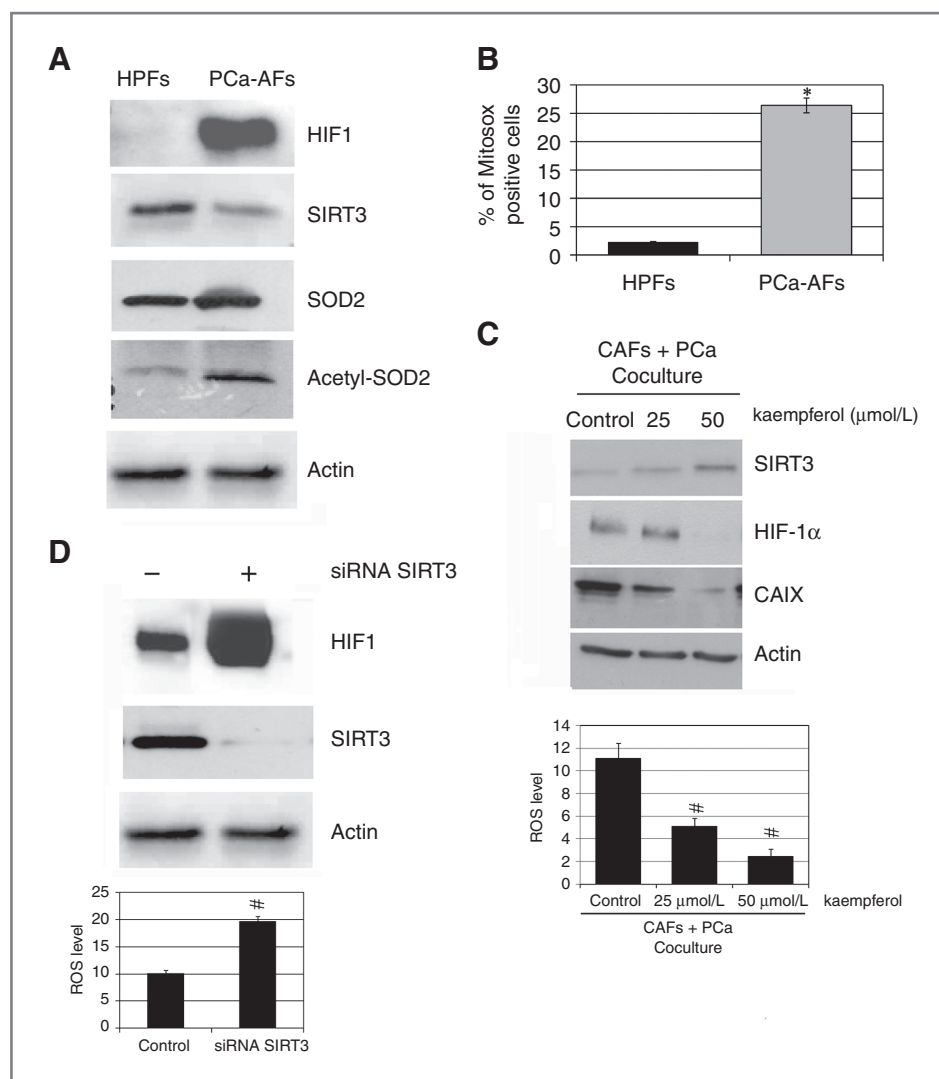 A
HPFs PCa-AFs
HIF1
SIRT3
SOD2
Acetyl-SOD2
Actin
B
% of Mitosox
positive cells
30
25
20
15
10
5
0
*
HPFs PCa-AFs
C
CAFs + PCa
Coculture
Control 25 50 kaempferol (μmol/L)
SIRT3
HIF-1α
CAIX
Actin
ROS level
14
12
10
8
6
4
2
0
#
#
Control 25 μmol/L 50 μmol/L kaempferol
CAFs + PCa
Coculture
D
– + siRNA SIRT3
HIF1
SIRT3
Actin
ROS level
25
20
15
10
5
0
#
Control siRNA SIRT3